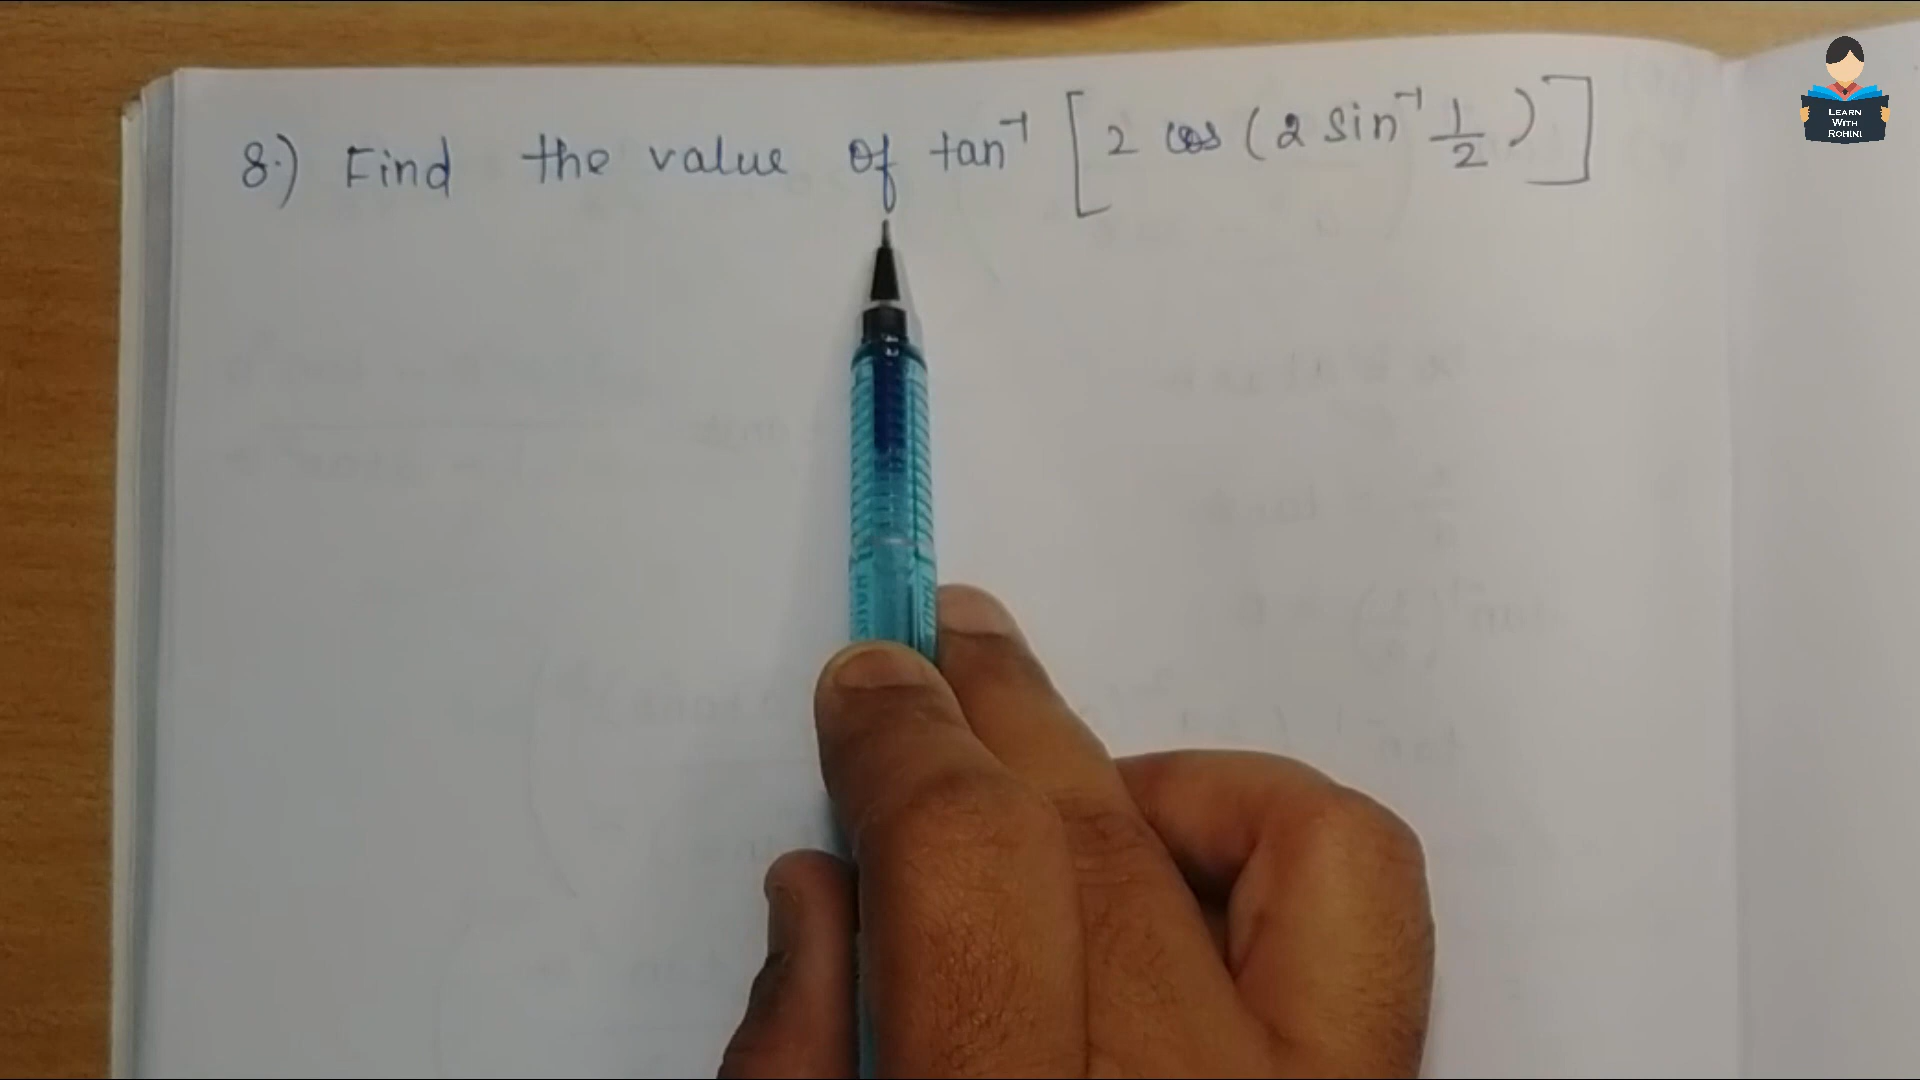 8.) Find the value of tan⁻¹ [2 cos (2 sin⁻¹ 1/2)]
LEARN
WITH
ROHINI